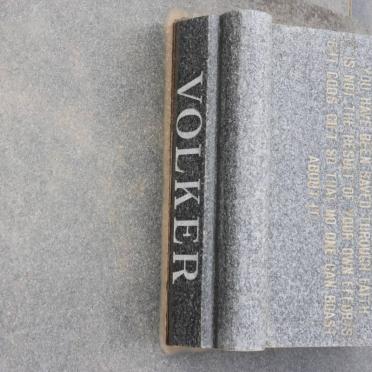 VOLKER
YOU HAVE BEEN SAVED THROUGH FAITH
IS NOT THE RESULT OF YOUR OWN EFFORTS
GOD'S GIFT SO THAT NO ONE CAN BOAST
ABOUT IT